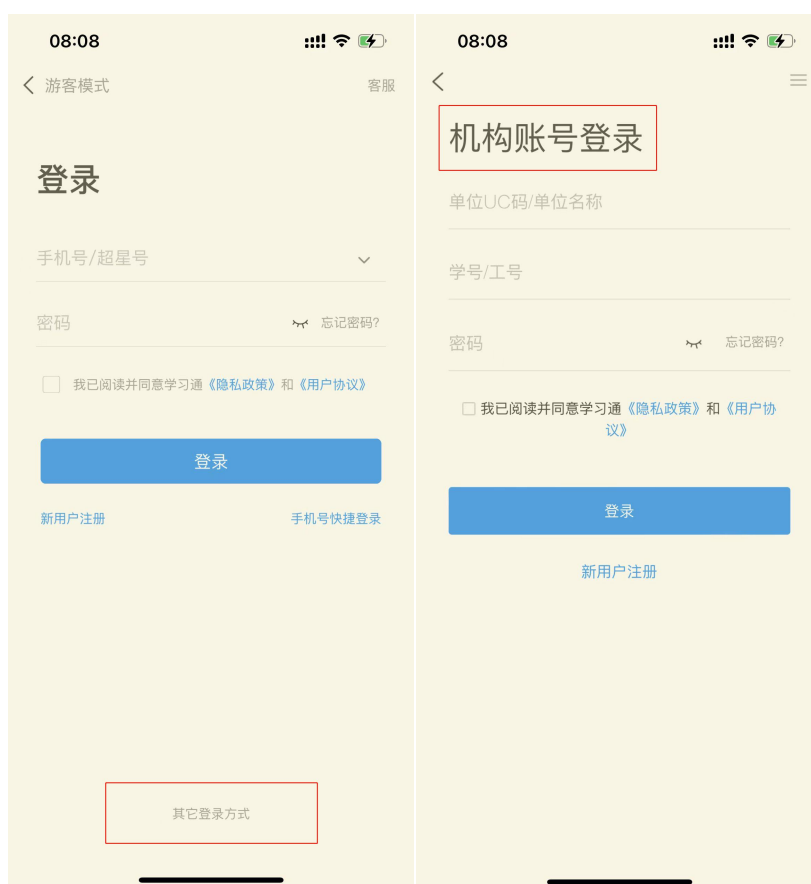 08:08
游客模式
客服
登录
手机号/超星号
密码
忘记密码?
我已阅读并同意学习通《隐私政策》和《用户协议》
登录
新用户注册
手机号快捷登录
其它登录方式
08:08
机构账号登录
单位UC码/单位名称
学号/工号
密码
忘记密码?
我已阅读并同意学习通《隐私政策》和《用户协
议》
登录
新用户注册